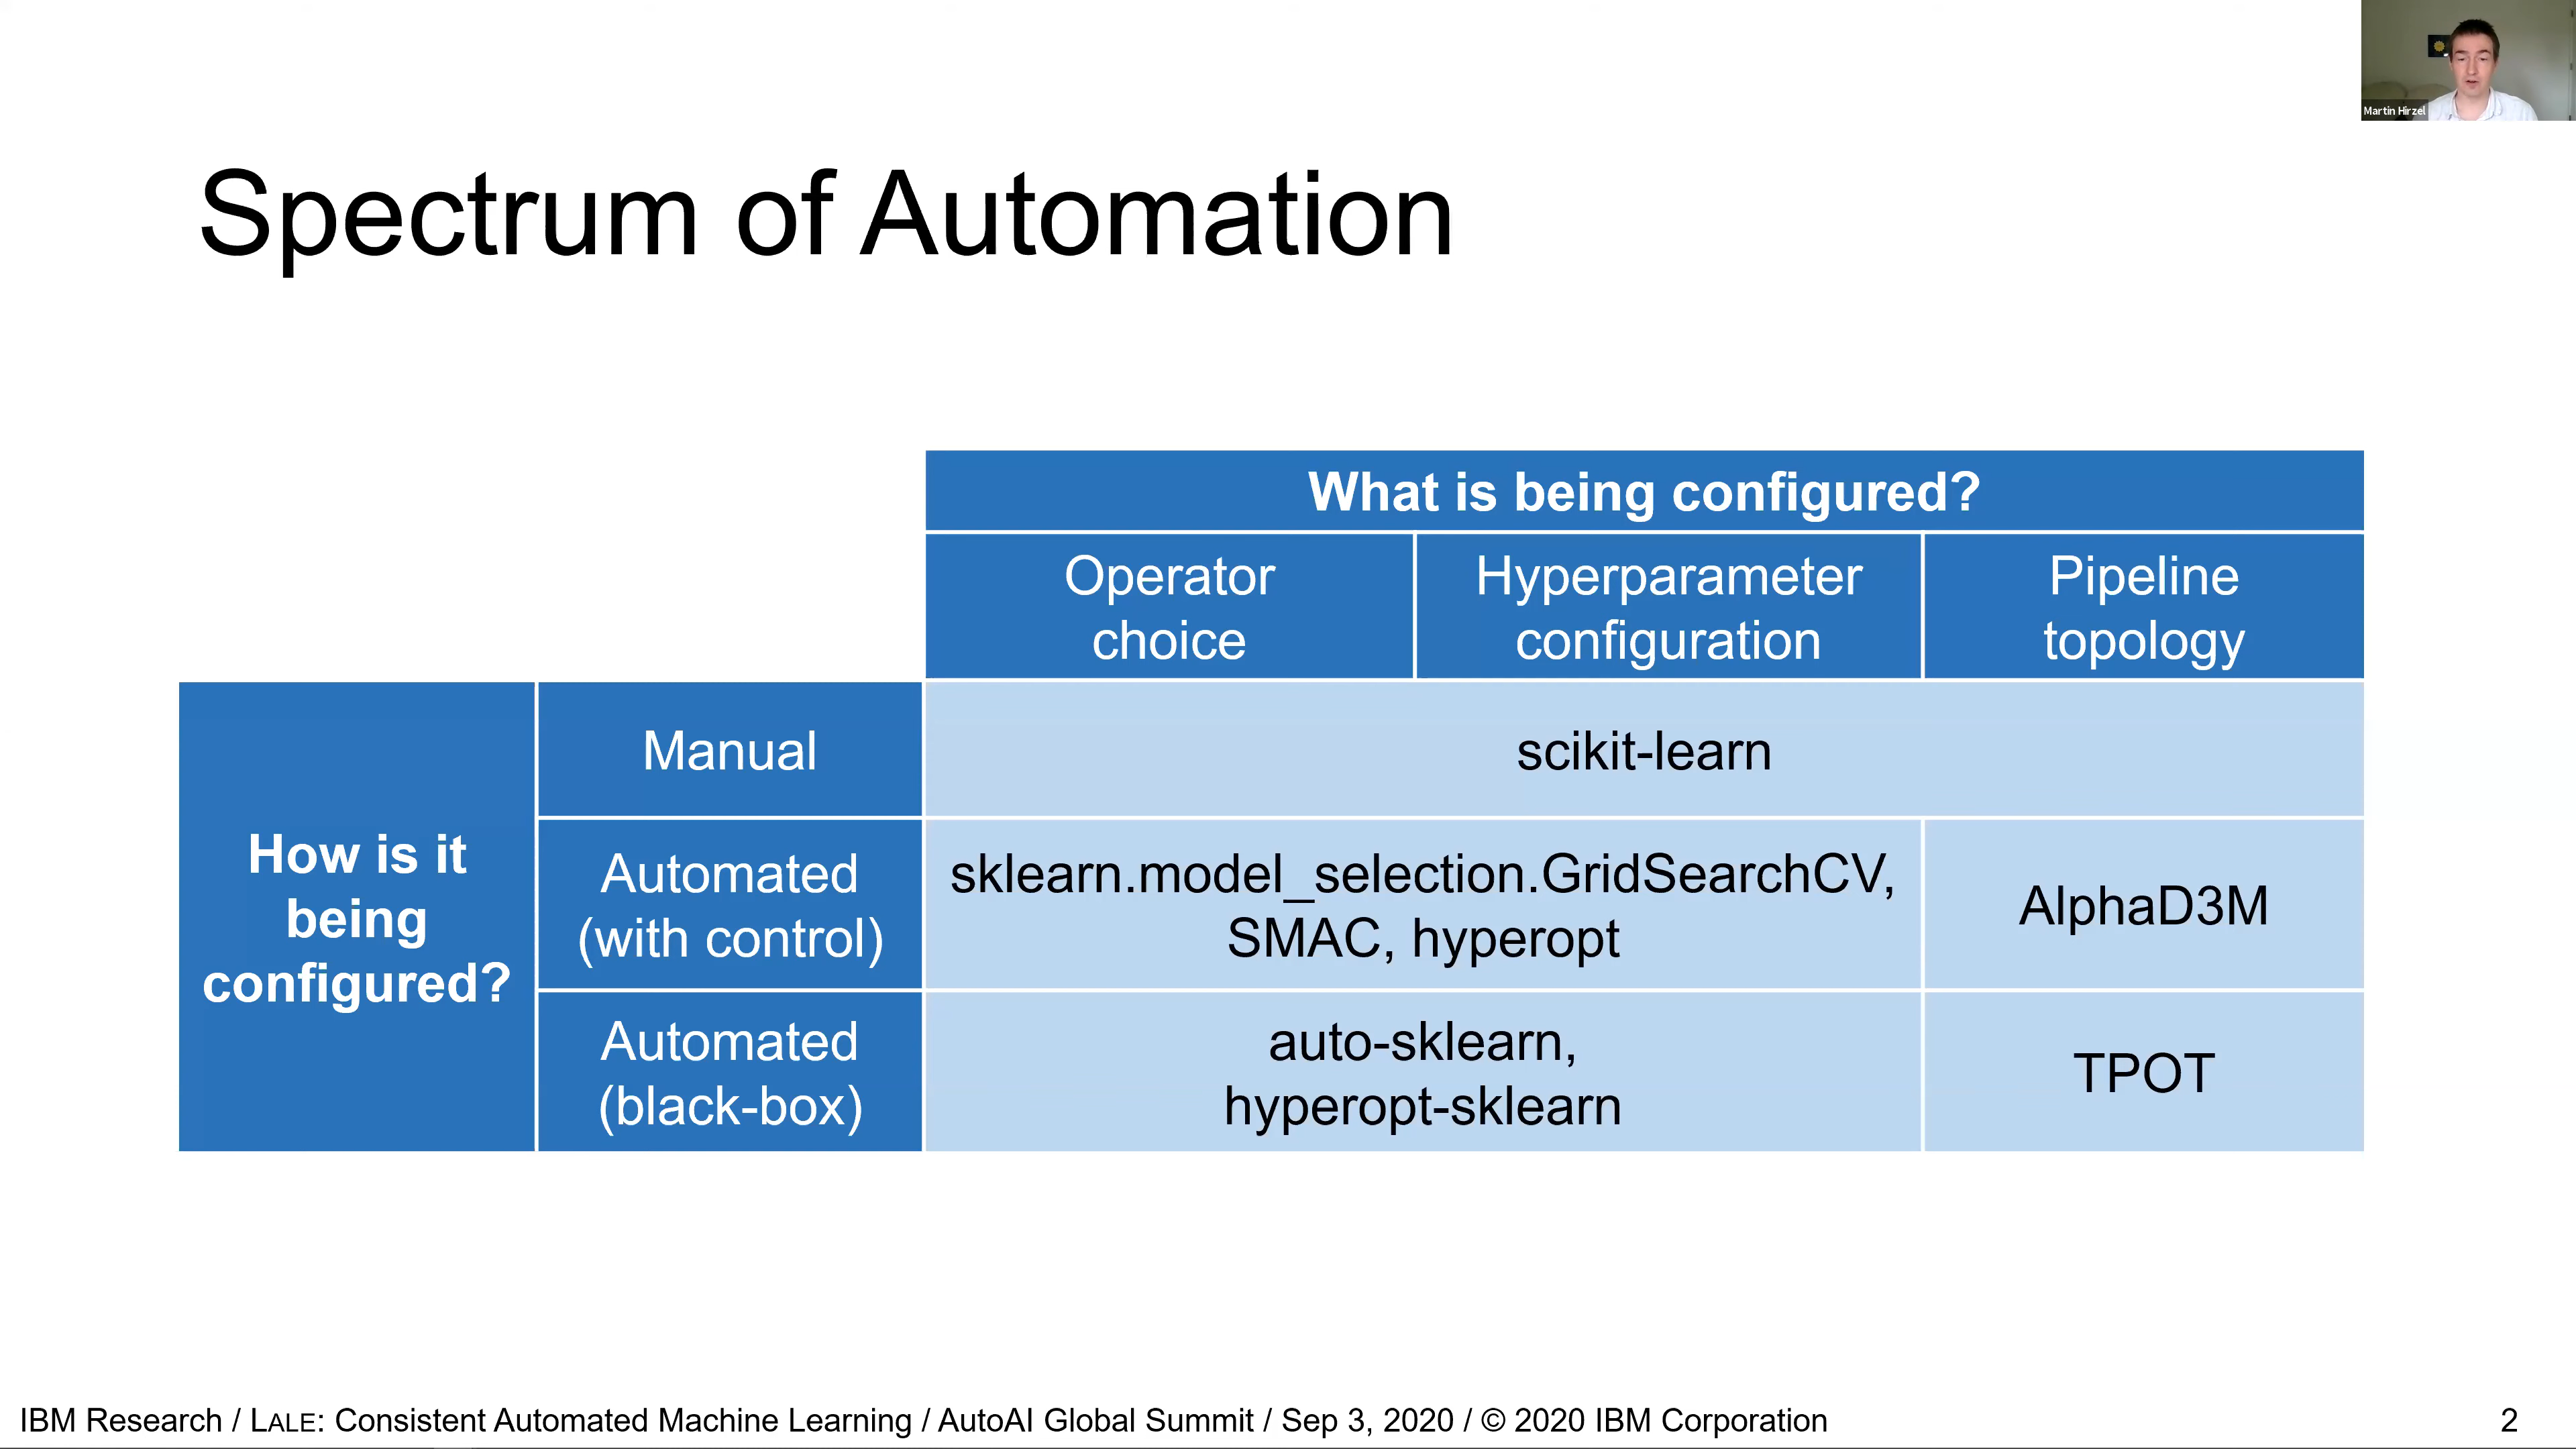 Martin Hirzel
Spectrum of Automation
What is being configured?
Operator
choice
Hyperparameter
configuration
Pipeline
topology
How is it
being
configured?
Manual
scikit-learn
Automated
(with control)
sklearn.model_selection.GridSearchCV,
SMAC, hyperopt
AlphaD3M
Automated
(black-box)
auto-sklearn,
hyperopt-sklearn
TPOT
IBM Research / LALE: Consistent Automated Machine Learning / AutoAI Global Summit / Sep 3, 2020 / © 2020 IBM Corporation
2